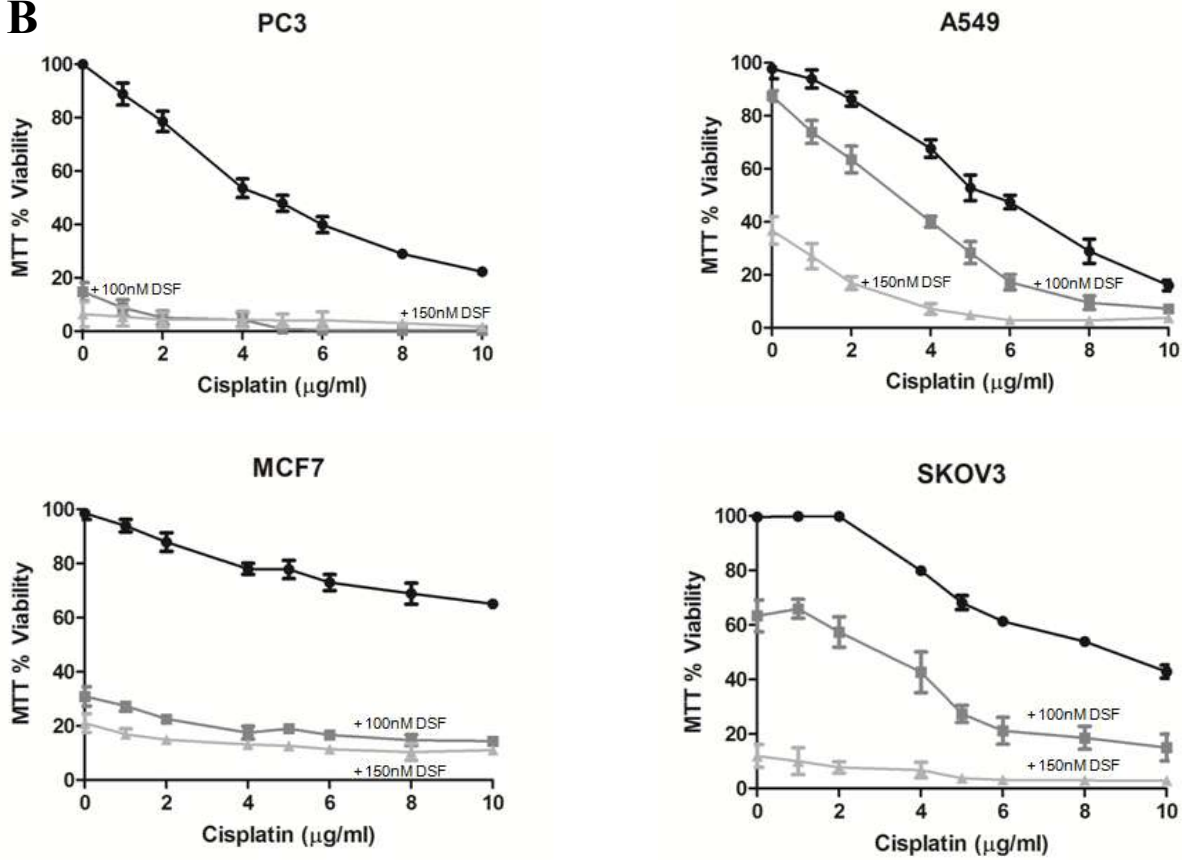 B
PC3
MTT % Viability
100
80
60
40
20
0
+100nM DSF
+150nM DSF
0 2 4 6 8 10
Cisplatin (μg/ml)
A549
MTT % Viability
100
80
60
40
20
0
+150nM DSF
+100nM DSF
0 2 4 6 8 10
Cisplatin (μg/ml)
MCF7
MTT % Viability
100
80
60
40
20
0
+100nM DSF
+150nM DSF
0 2 4 6 8 10
Cisplatin (μg/ml)
SKOV3
MTT % Viability
100
80
60
40
20
0
+100nM DSF
+150nM DSF
0 2 4 6 8 10
Cisplatin (μg/ml)